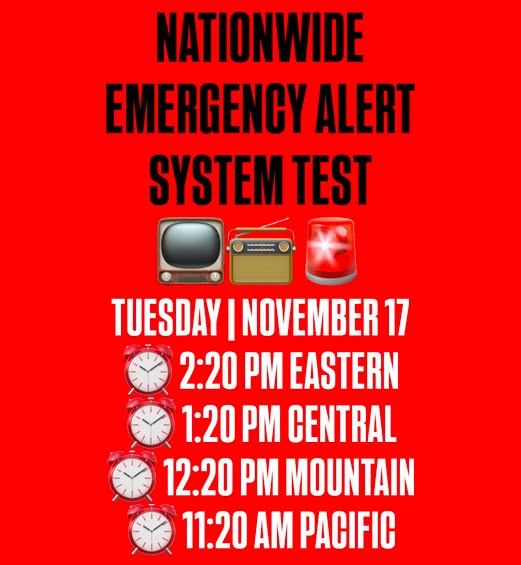 NATIONWIDE
EMERGENCY ALERT
SYSTEM TEST
TUESDAY | NOVEMBER 17
2:20 PM EASTERN
1:20 PM CENTRAL
12:20 PM MOUNTAIN
11:20 AM PACIFIC